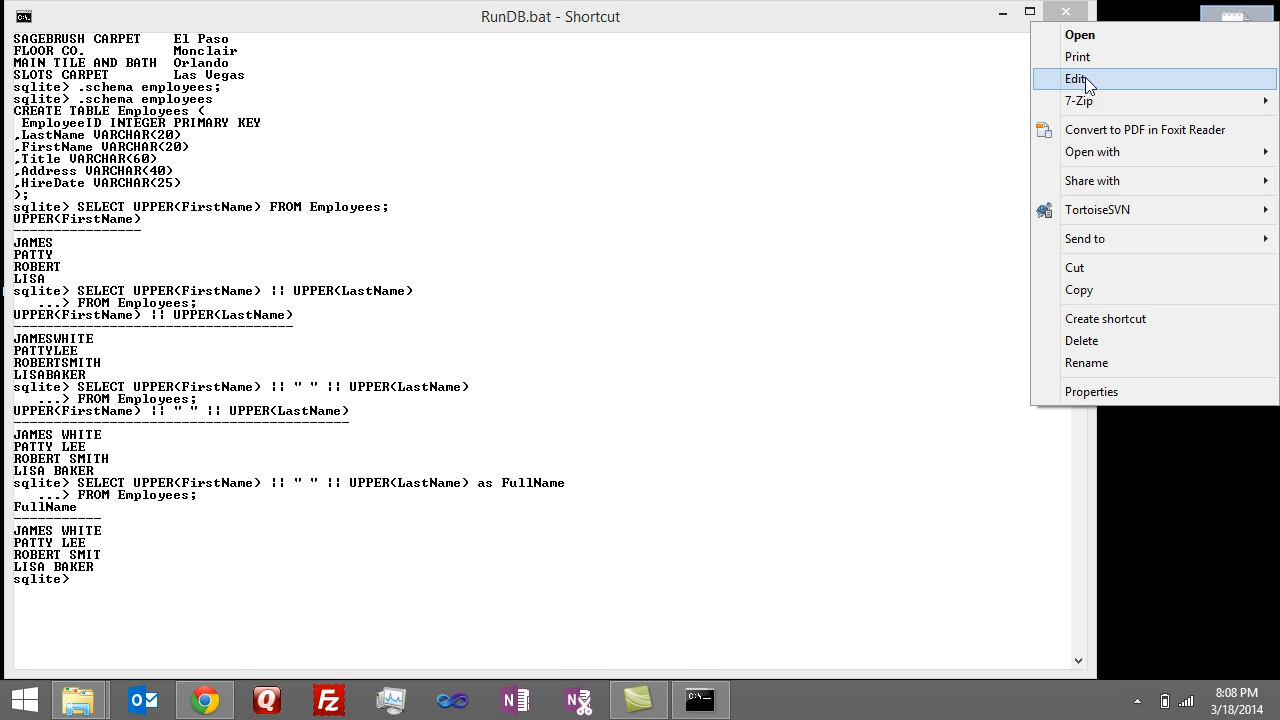 RunDB.bat - Shortcut
SAGEBRUSH CARPET    El Paso
FLOOR CO.           Monclair
MAIN TILE AND BATH  Orlando
SLOTS CARPET        Las Vegas
sqlite> .schema employees;
sqlite> .schema employees
CREATE TABLE Employees (
 EmployeeID INTEGER PRIMARY KEY
,LastName VARCHAR(20)
,FirstName VARCHAR(20)
,Title VARCHAR(60)
,Address VARCHAR(40)
,HireDate VARCHAR(25)
);
sqlite> SELECT UPPER(FirstName) FROM Employees;
UPPER(FirstName)
----------------
JAMES
PATTY
ROBERT
LISA
sqlite> SELECT UPPER(FirstName) || UPPER(LastName)
   ...> FROM Employees;
UPPER(FirstName) || UPPER(LastName)
-----------------------------------
JAMESWHITE
PATTYLEE
ROBERTSMITH
LISABAKER
sqlite> SELECT UPPER(FirstName) || " " || UPPER(LastName)
   ...> FROM Employees;
UPPER(FirstName) || " " || UPPER(LastName)
------------------------------------------
JAMES WHITE
PATTY LEE
ROBERT SMITH
LISA BAKER
sqlite> SELECT UPPER(FirstName) || " " || UPPER(LastName) as FullName
   ...> FROM Employees;
FullName
-----------
JAMES WHITE
PATTY LEE
ROBERT SMIT
LISA BAKER
sqlite>
Open
Print
Edit
7-Zip
Convert to PDF in Foxit Reader
Open with
Share with
TortoiseSVN
Send to
Cut
Copy
Create shortcut
Delete
Rename
Properties
8:08 PM
3/18/2014